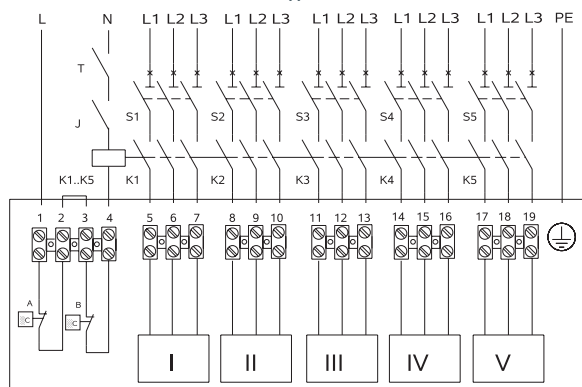 L N L1 L2 L3 L1 L2 L3 L1 L2 L3 L1 L2 L3 L1 L2 L3 PE
T
S1 S2 S3 S4 S5
J
K1..K5 K1 K2 K3 K4 K5
1 2 3 4 5 6 7 8 9 10 11 12 13 14 15 16 17 18 19
A B
C C
I II III IV V